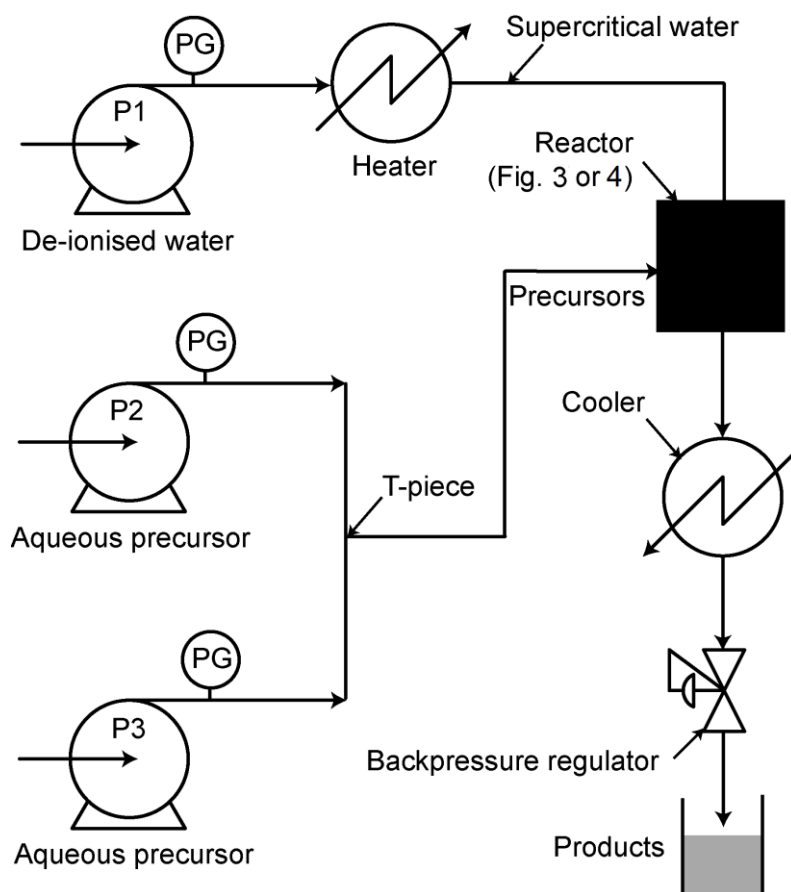 PG
Supercritical water
P1
Heater
Reactor
(Fig. 3 or 4)
De-ionised water
Precursors
PG
P2
Cooler
T-piece
Aqueous precursor
PG
P3
Backpressure regulator
Aqueous precursor
Products